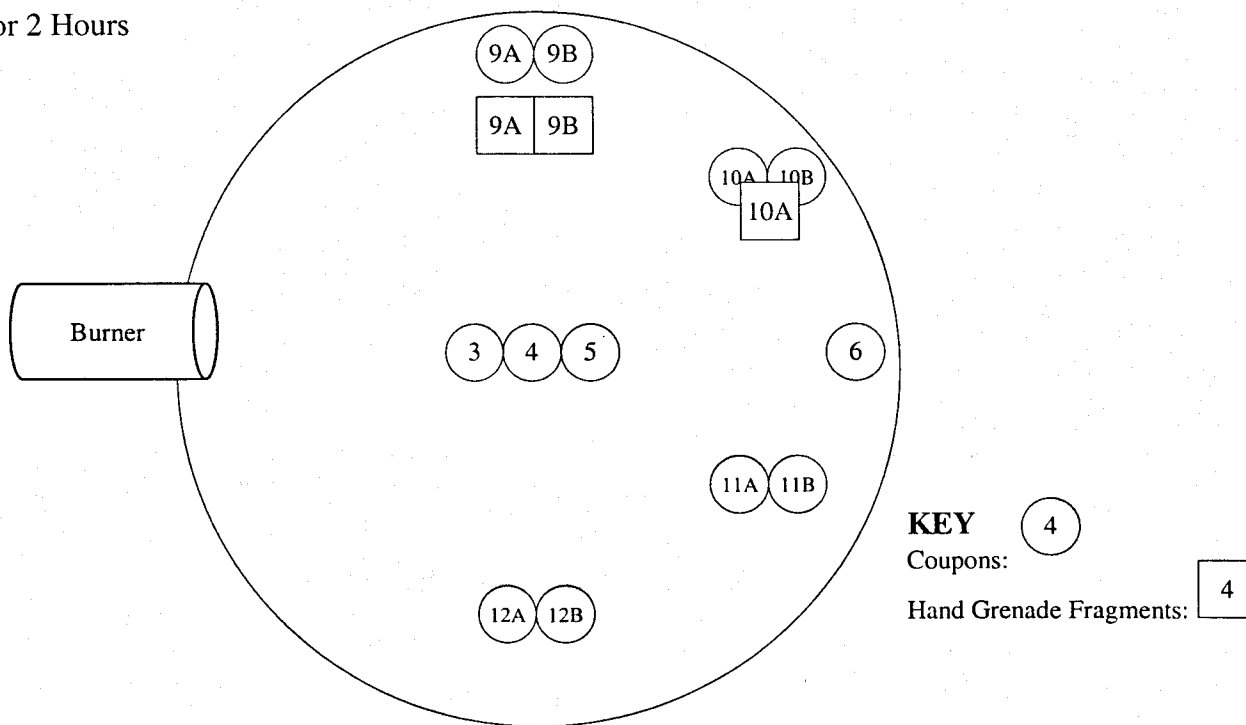 or 2 Hours
9A 9B
9A 9B
10A 10B
10A
Burner
3 4 5
6
11A 11B
12A 12B
KEY 4
Coupons:
Hand Grenade Fragments: 4